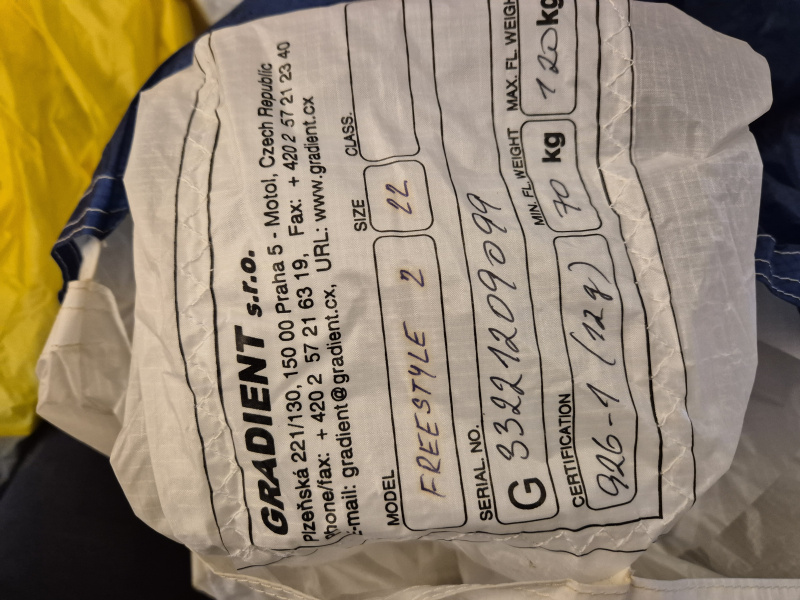 GRADIENT s.r.o.
Plzeňská 221/130, 150 00 Praha 5 - Motol, Czech Republic
Phone/fax: + 420 2 57 21 63 19, Fax: + 420 2 57 21 23 40
E-mail: gradient@gradient.cx, URL: www.gradient.cx
MODEL SIZE CLASS.
FREESTYLE 2 22
SERIAL. NO.
G 33221209099
CERTIFICATION MIN. FL. WEIGHT MAX. FL. WEIGHT
926-1 (12g) 70 kg 120 kg